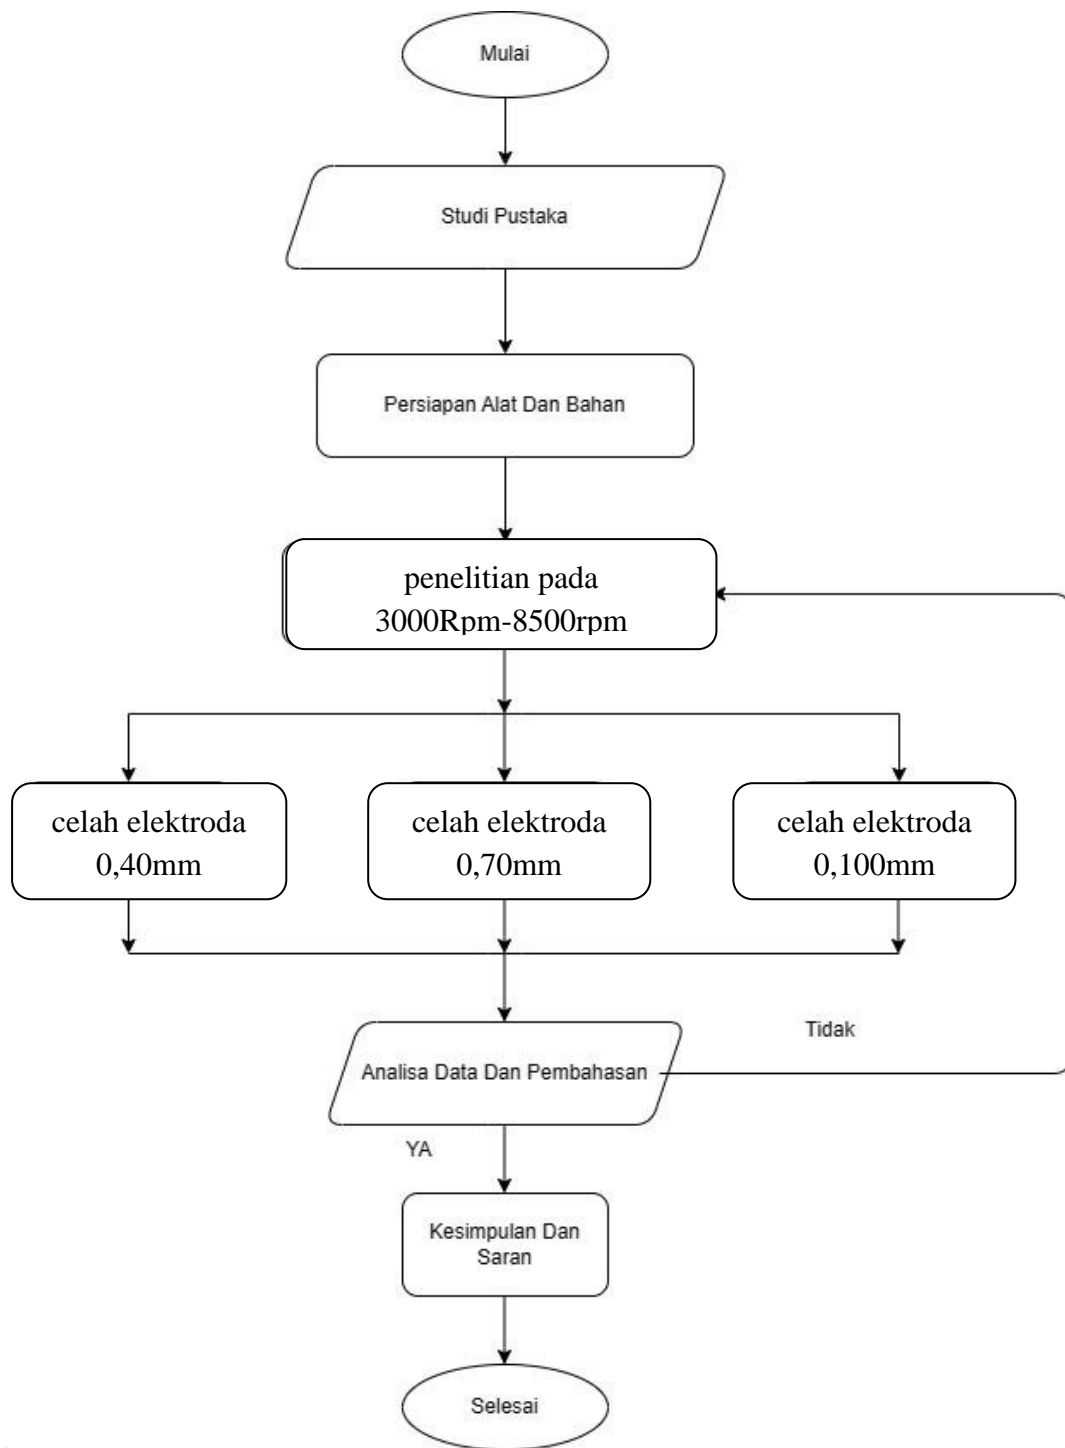 Mulai
Studi Pustaka
Persiapan Alat Dan Bahan
penelitian pada
3000Rpm-8500rpm
celah elektroda
0,40mm
celah elektroda
0,70mm
celah elektroda
0,100mm
Tidak
Analisa Data Dan Pembahasan
YA
Kesimpulan Dan
Saran
Selesai